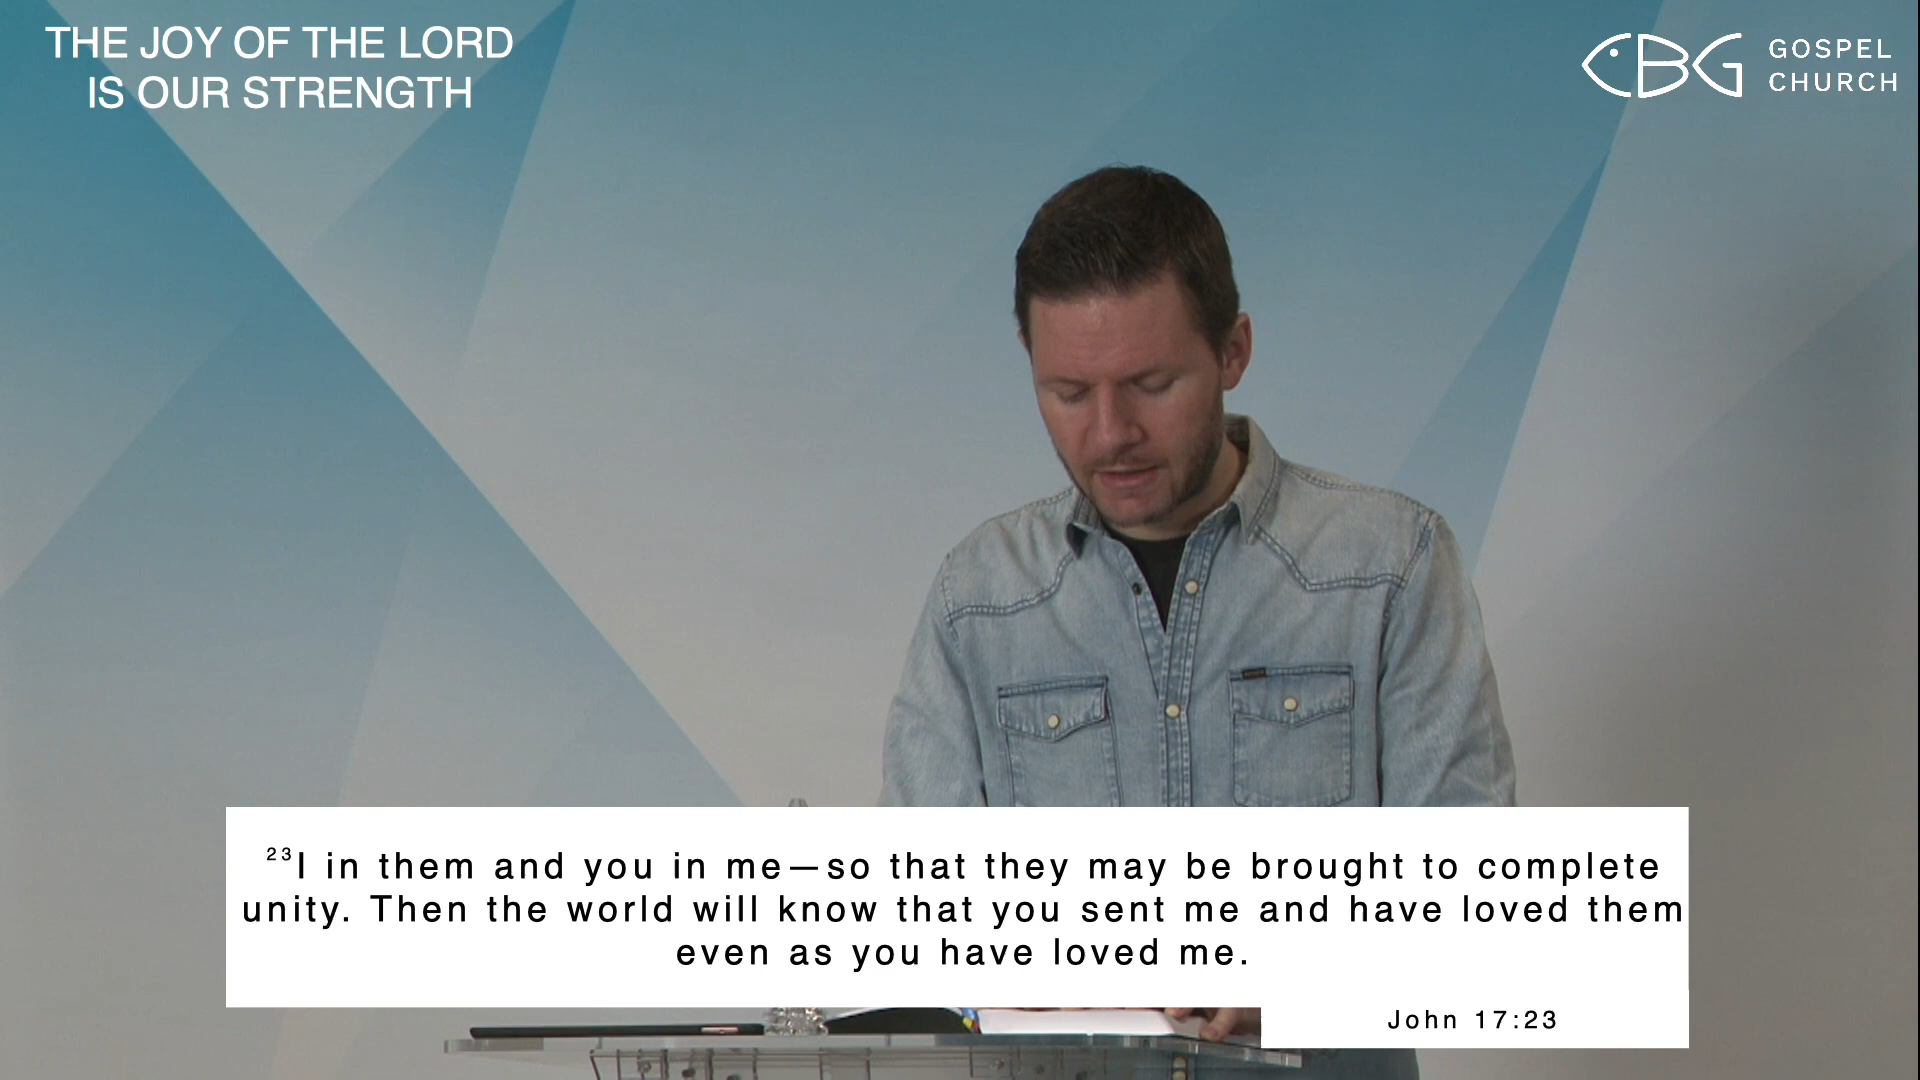 THE JOY OF THE LORD
IS OUR STRENGTH
CBG
GOSPEL
CHURCH
²³I in them and you in me—so that they may be brought to complete
unity. Then the world will know that you sent me and have loved them
even as you have loved me.
John 17:23